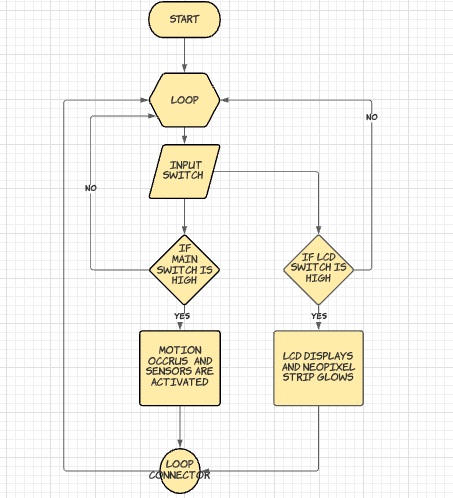 START
LOOP
NO
INPUT
SWITCH
NO
IF
MAIN
SWITCH IS
HIGH
IF LCD
SWITCH IS
HIGH
YES
YES
MOTION
OCCRUS AND
SENSORS ARE
ACTIVATED
LCD DISPLAYS
AND NEOPIXEL
STRIP GLOWS
LOOP
CONNECTOR